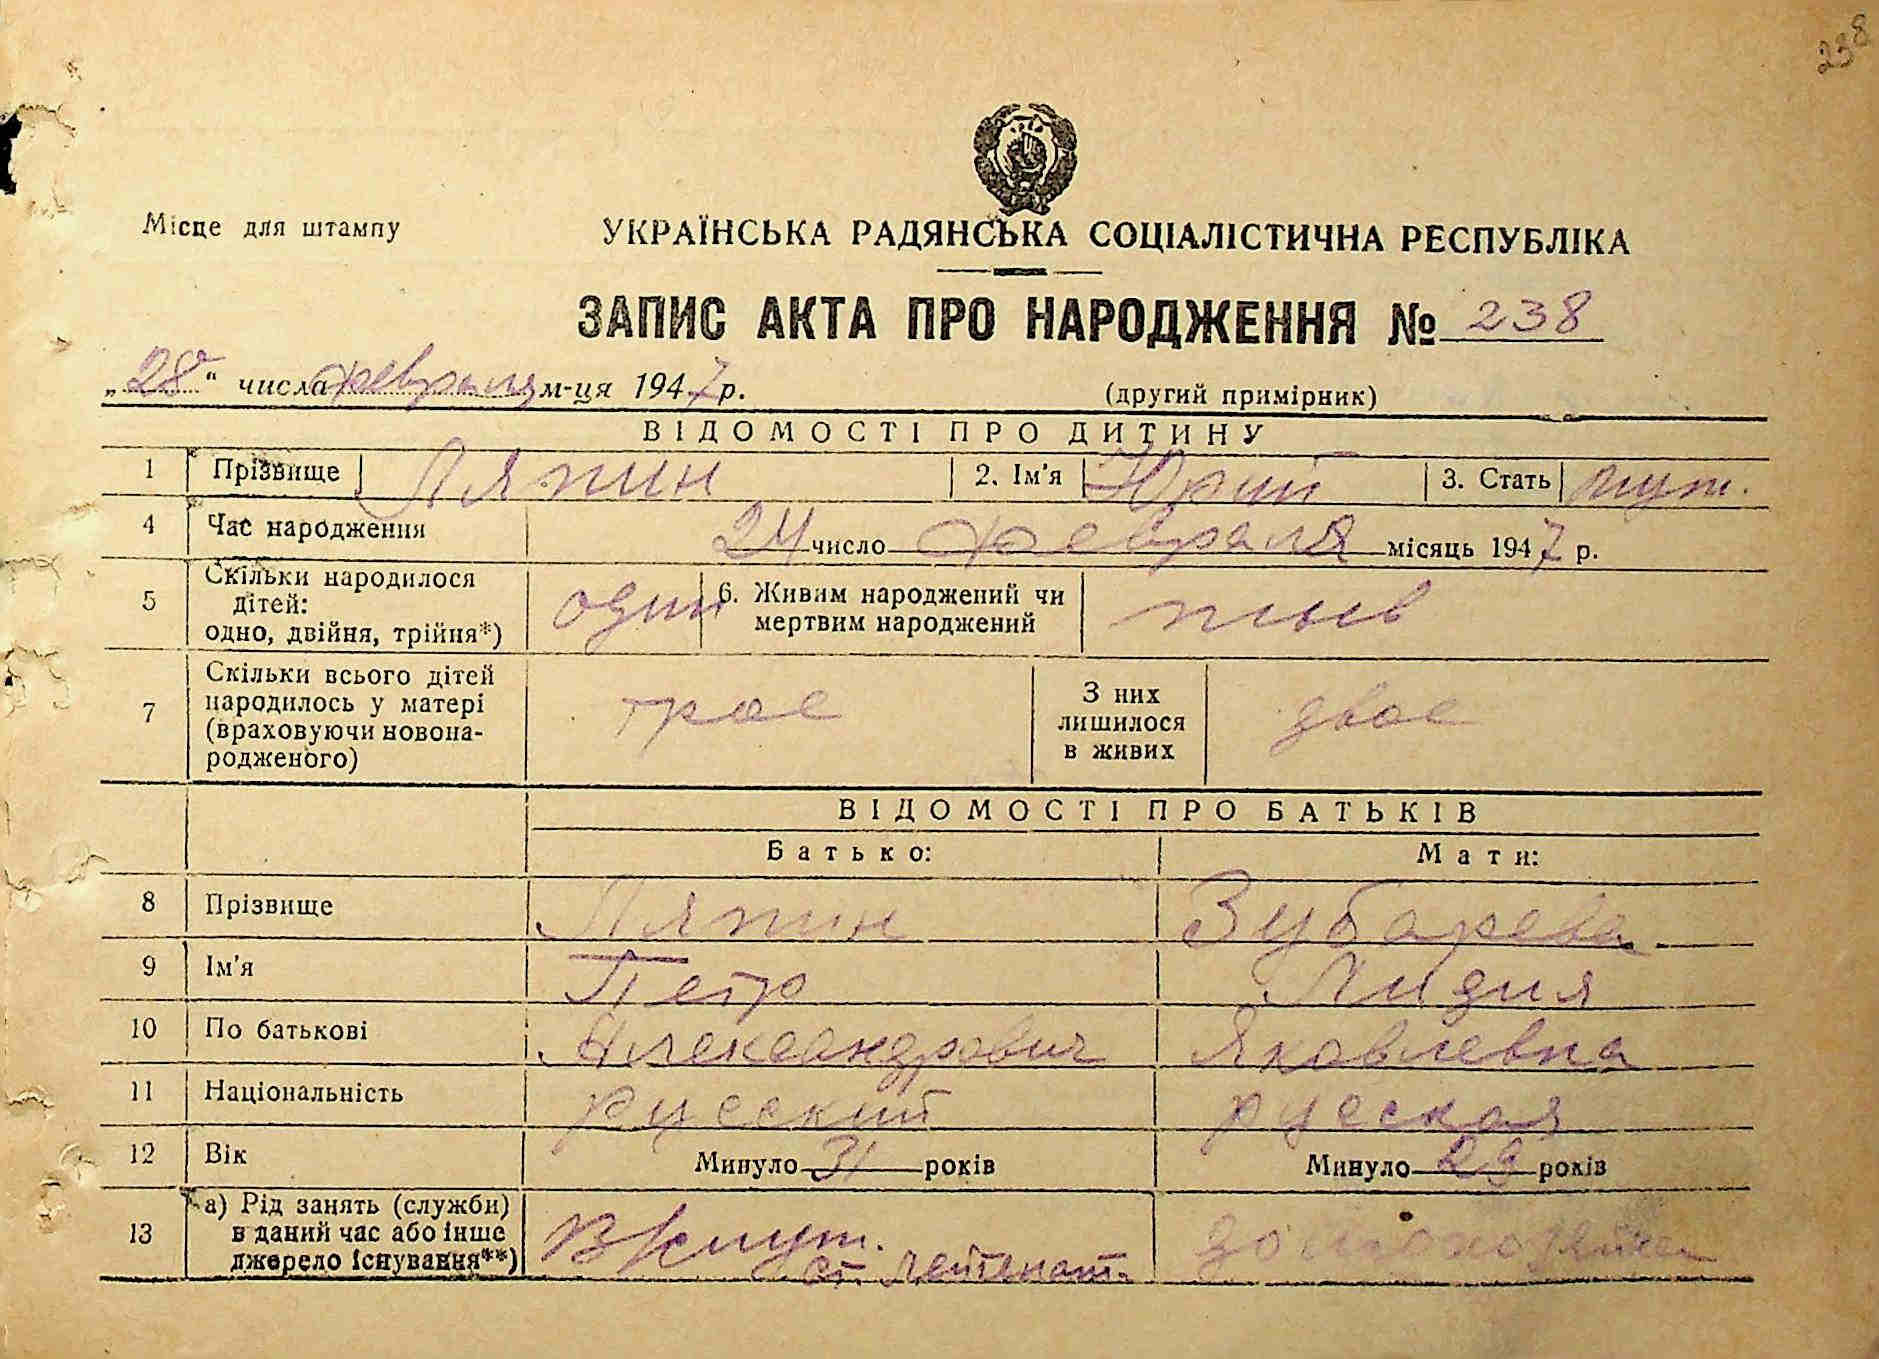 238
Місце для штампу
УКРАЇНСЬКА РАДЯНСЬКА СОЦІАЛІСТИЧНА РЕСПУБЛІКА
ЗАПИС АКТА ПРО НАРОДЖЕННЯ № 238
„28“ числа февраля м-ця 1947 р.
(другий примірник)
ВІДОМОСТІ ПРО ДИТИНУ
1 Прізвище Ляпин 2. Ім'я Юрий 3. Стать муж.
4 Час народження 24 число февраля місяць 1947 р.
5 Скільки народилося дітей: одно, двійня, трійня*) один 6. Живим народжений чи мертвим народжений жив
7 Скільки всього дітей народилось у матері (враховуючи новонародженого) трое З них лишилося в живих двое
ВІДОМОСТІ ПРО БАТЬКІВ
Батько: Мати:
8 Прізвище Ляпин Зубарева
9 Ім'я Петр Лидия
10 По батькові Александрович Яковлевна
11 Національність русский русская
12 Вік Минуло 31 років Минуло 29 років
13 а) Рід занять (служби) в даний час або інше джерело існування**) В/служ. ст. лейтенат. домохозяйка